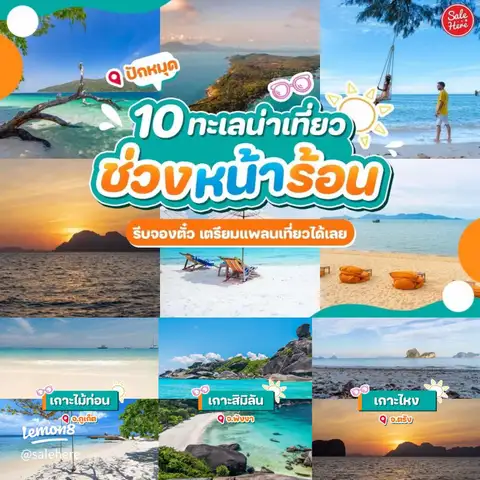 Sale
Here
ปักหมุด
10 ทะเลน่าเที่ยว
ช่วงหน้าร้อน
รีบจองตั๋ว เตรียมแพลนเที่ยวได้เลย
เกาะไม้ท่อน
จ.ภูเก็ต
เกาะสิมิลัน
จ.พังงา
เกาะไหง
จ.ตรัง
lemon8
@salehere